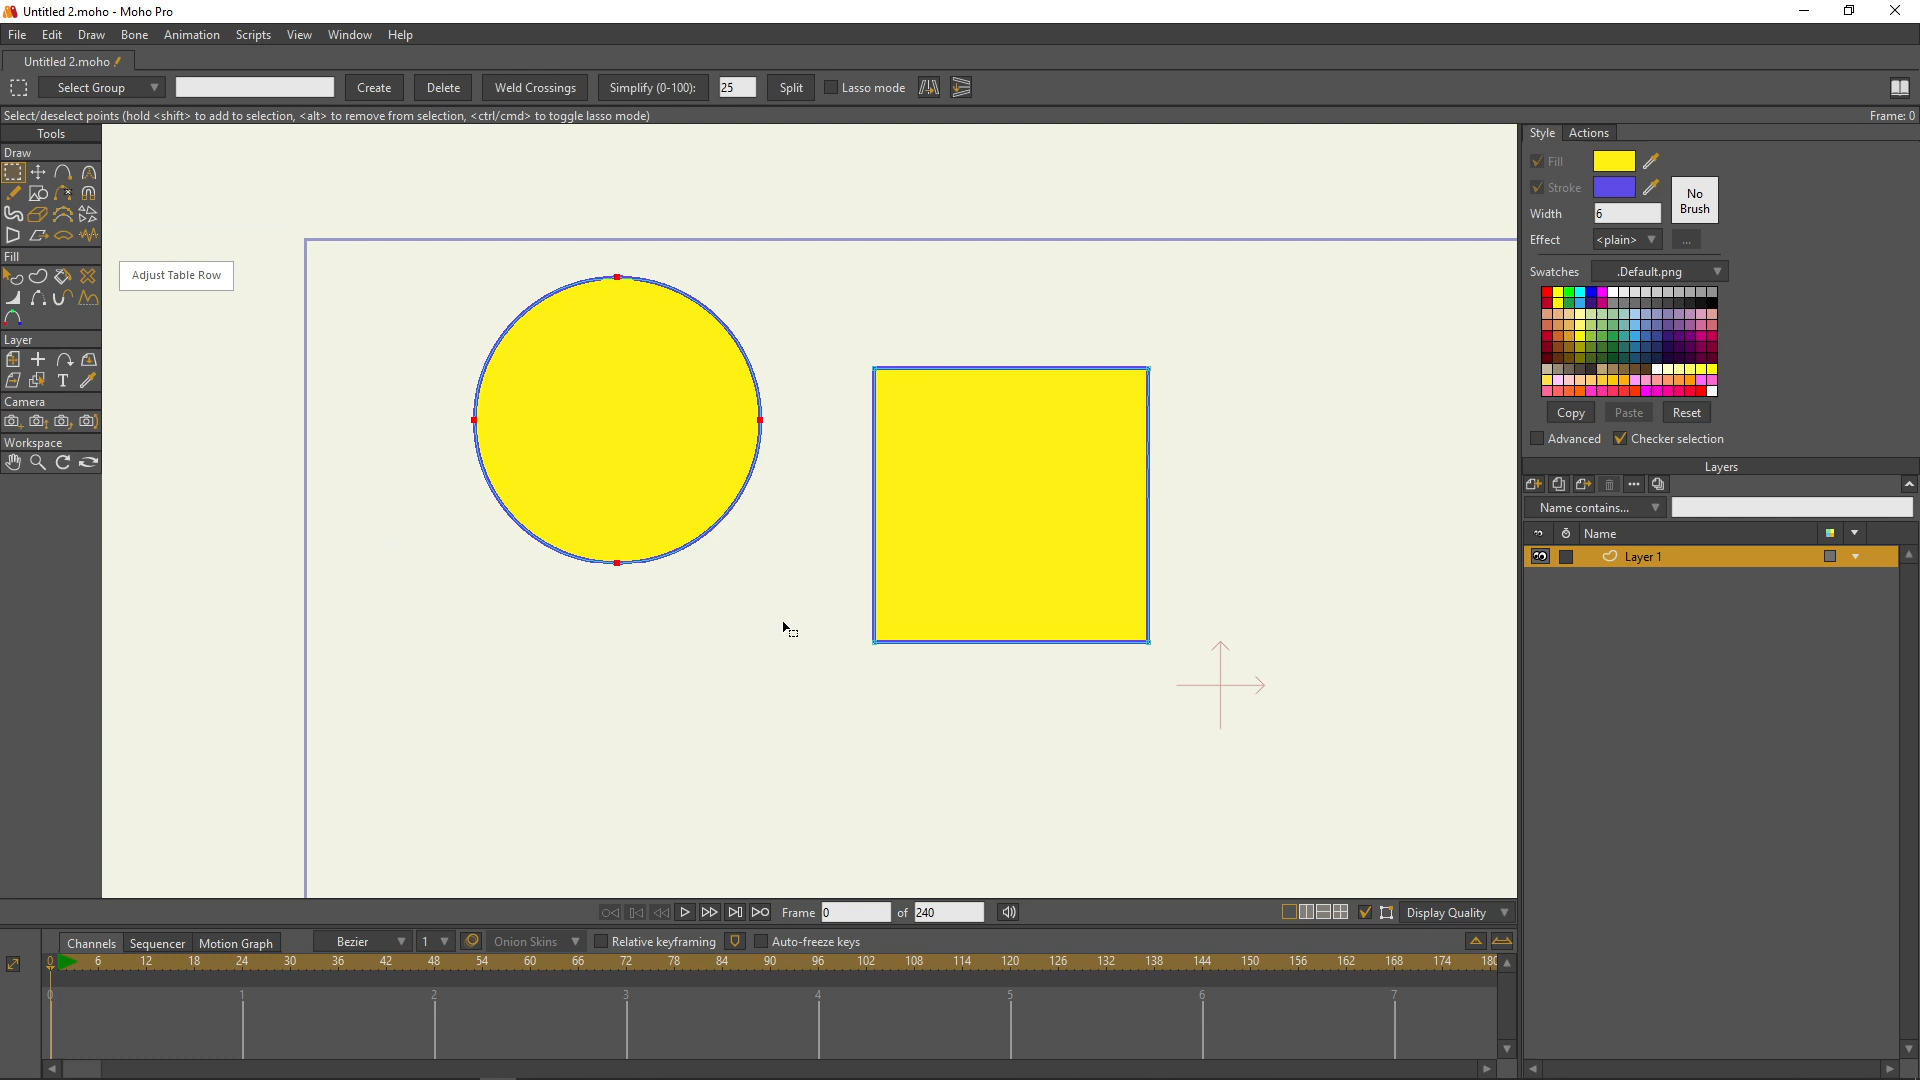 Untitled 2.moho - Moho Pro
File Edit Draw Bone Animation Scripts View Window Help
Untitled 2.moho
Select Group Create Delete Weld Crossings Simplify (0-100): 25 Split Lasso mode
Select/deselect points (hold <shift> to add to selection, <alt> to remove from selection, <ctrl/cmd> to toggle lasso mode) Frame: 0
Tools
Draw
Fill
Layer
Camera
Workspace
Adjust Table Row
Style Actions
Fill
Stroke
No
Brush
Width 6
Effect <plain> ...
Swatches .Default.png
Copy Paste Reset
Advanced Checker selection
Layers
Name contains...
Name
Layer 1
Frame 0 of 240 Display Quality
Channels Sequencer Motion Graph Bezier 1 Onion Skins Relative keyframing Auto-freeze keys
0 6 12 18 24 30 36 42 48 54 60 66 72 78 84 90 96 102 108 114 120 126 132 138 144 150 156 162 168 174 180
0 1 2 3 4 5 6 7